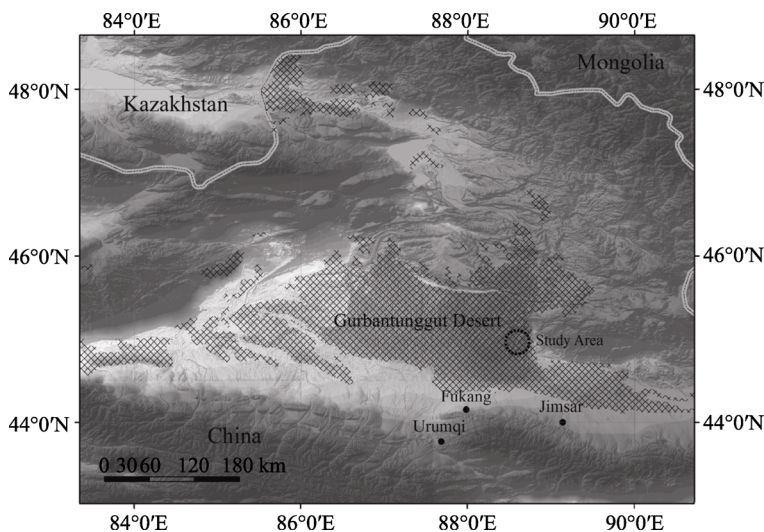 84°0′E 86°0′E 88°0′E 90°0′E
Mongolia
48°0′N 48°0′N
Kazakhstan
46°0′N 46°0′N
Gurbantunggut Desert
Study Area
Fukang
Jimsar
44°0′N 44°0′N
Urumqi
China
0 30 60 120 180 km
84°0′E 86°0′E 88°0′E 90°0′E